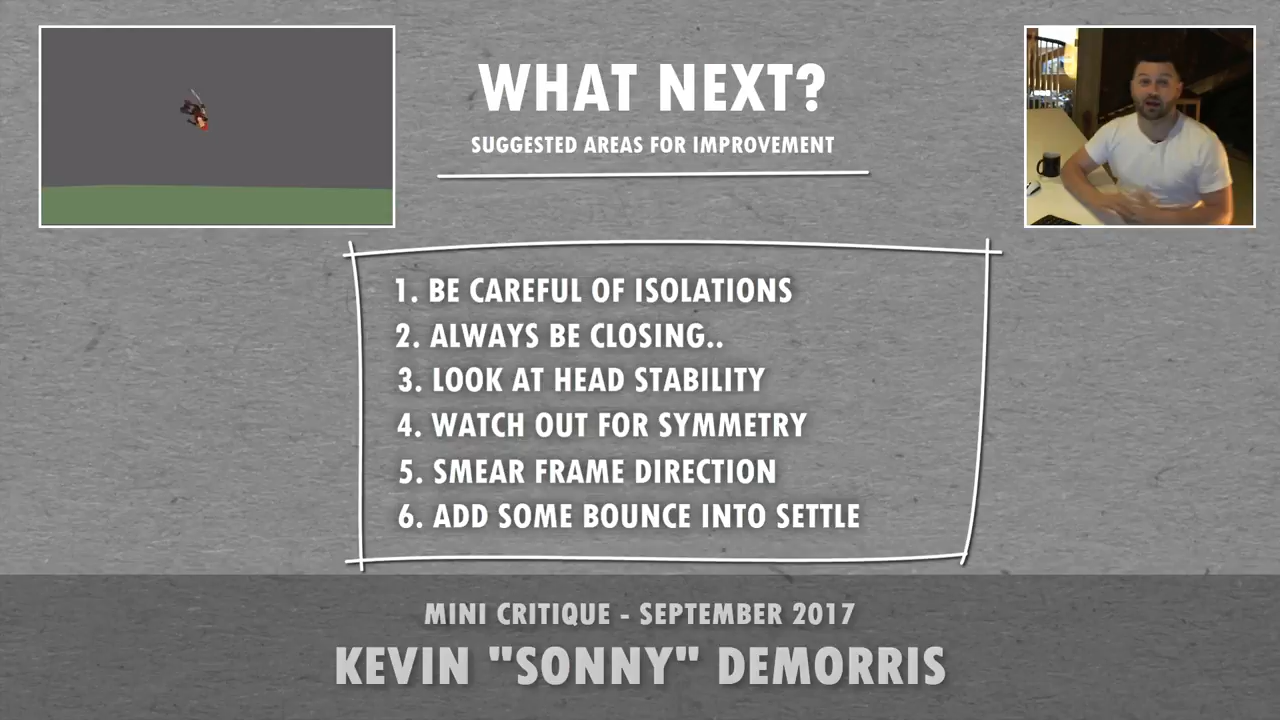 WHAT NEXT?
SUGGESTED AREAS FOR IMPROVEMENT
1. BE CAREFUL OF ISOLATIONS
2. ALWAYS BE CLOSING..
3. LOOK AT HEAD STABILITY
4. WATCH OUT FOR SYMMETRY
5. SMEAR FRAME DIRECTION
6. ADD SOME BOUNCE INTO SETTLE
MINI CRITIQUE - SEPTEMBER 2017
KEVIN "SONNY" DEMORRIS